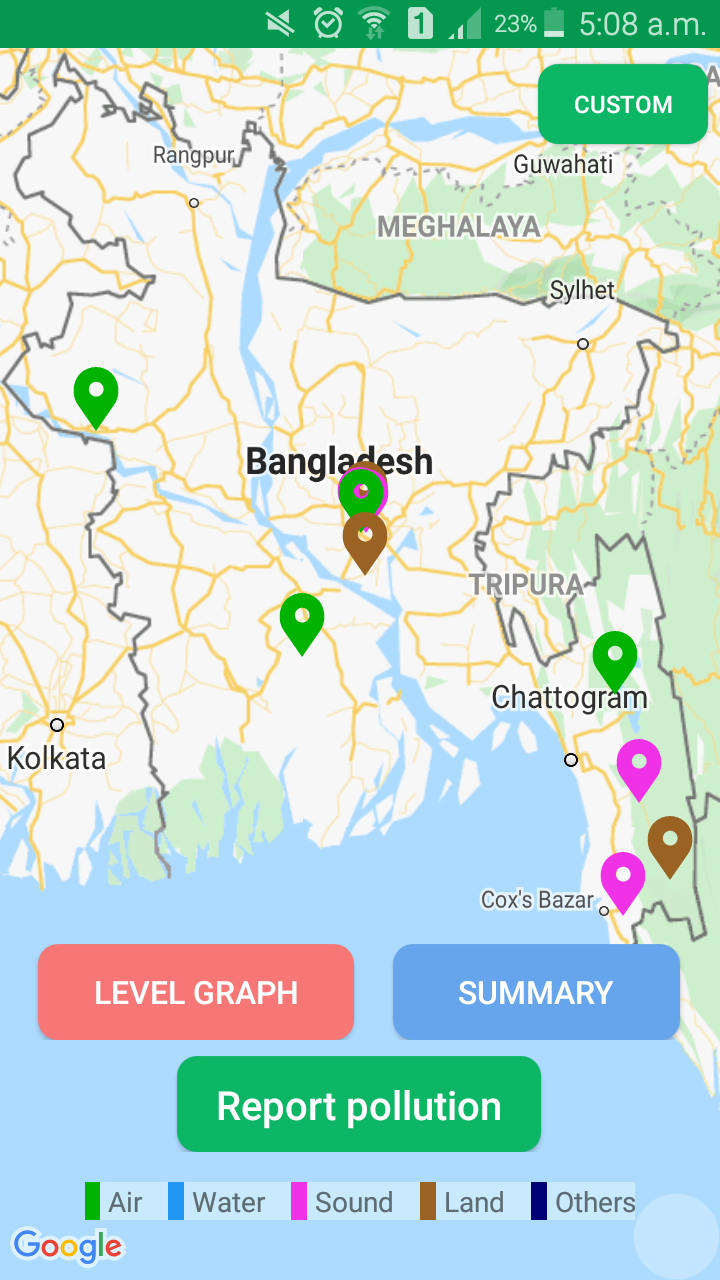 1
23%
5:08 a.m.
CUSTOM
Rangpur
Guwahati
MEGHALAYA
Sylhet
Bangladesh
TRIPURA
Chattogram
Kolkata
Cox's Bazar
LEVEL GRAPH
SUMMARY
Report pollution
Air Water Sound Land Others
Google